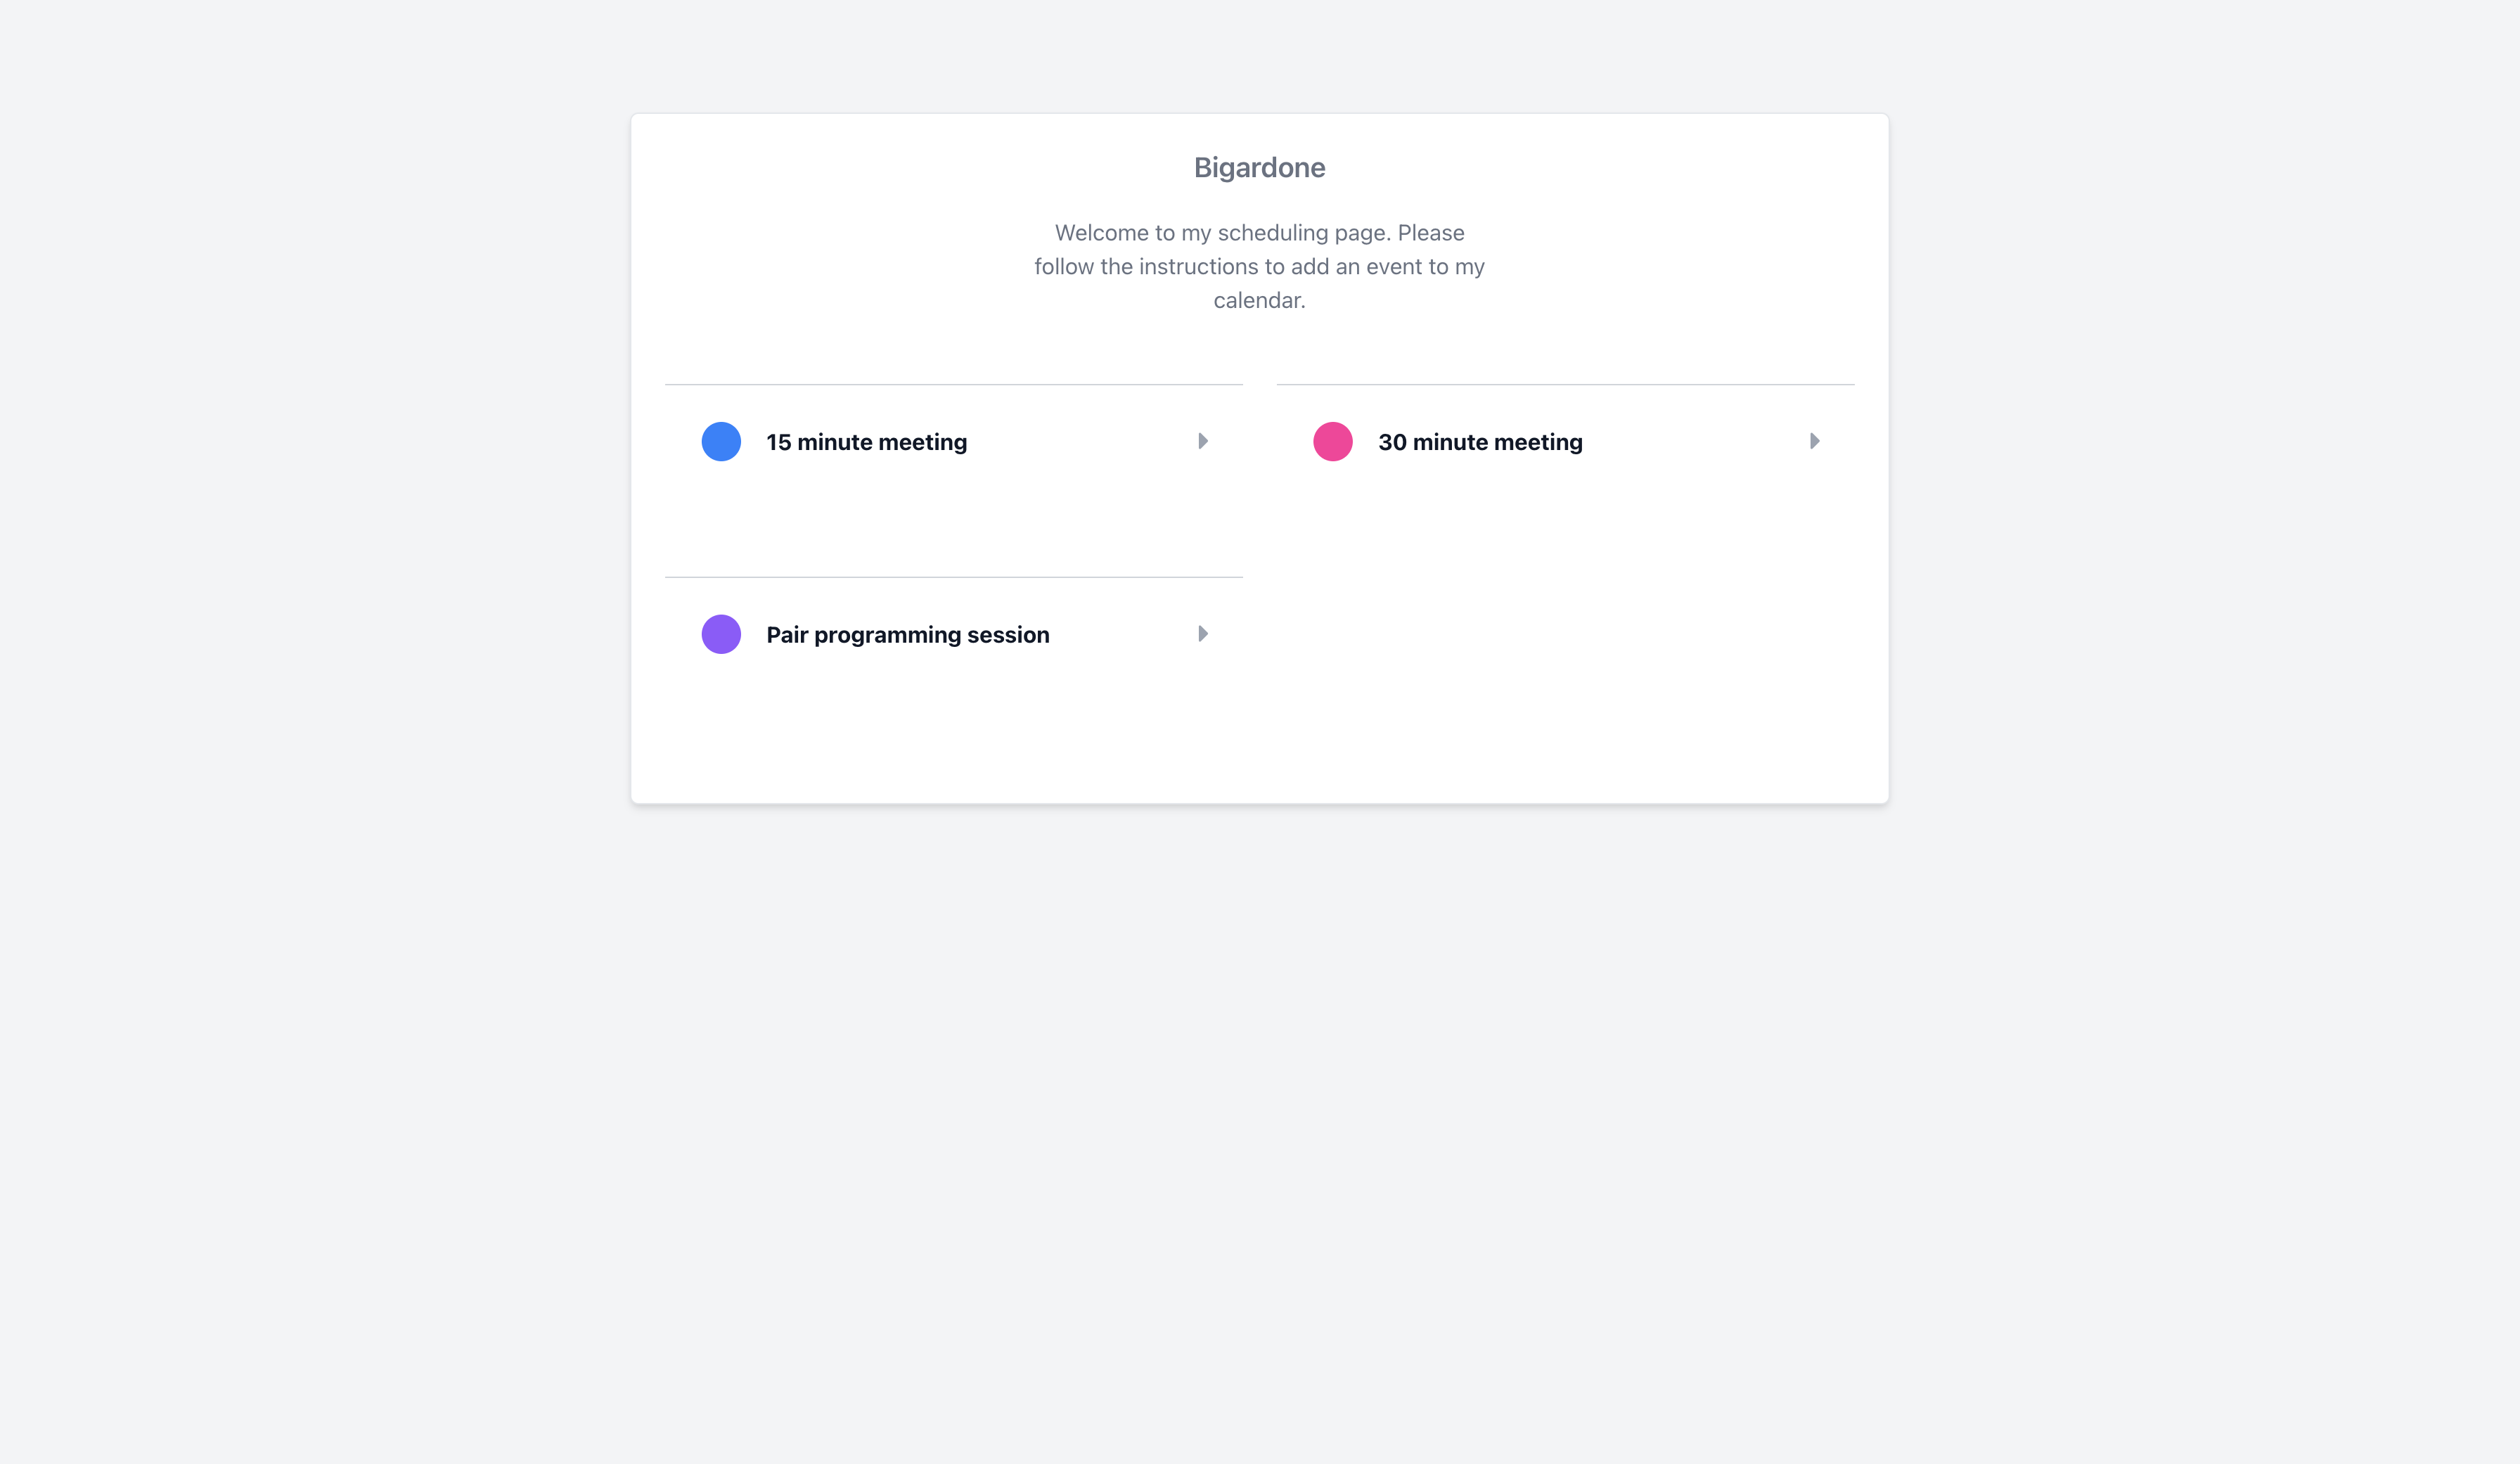 Bigardone
Welcome to my scheduling page. Please
follow the instructions to add an event to my
calendar.
15 minute meeting
30 minute meeting
Pair programming session